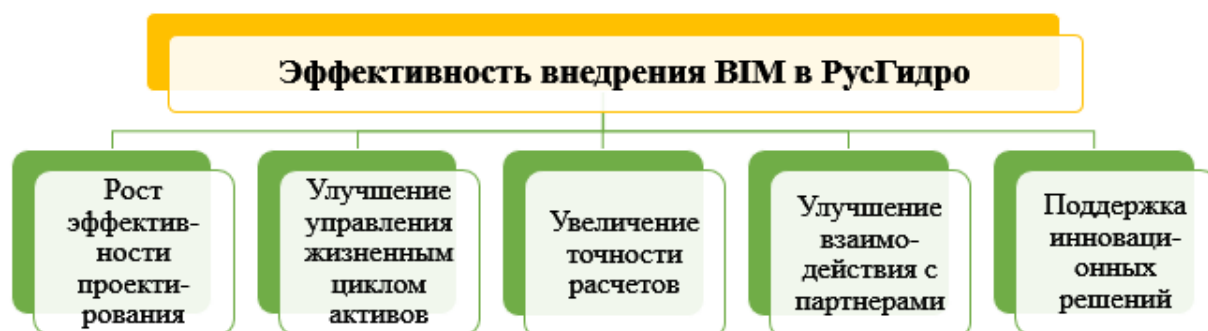 Эффективность внедрения BIM в РусГидро
Рост
эффектив-
ности
проекти-
рования
Улучшение
управления
жизненным
циклом
активов
Увеличение
точности
расчетов
Улучшение
взаимо-
действия с
партнерами
Поддержка
инноваци-
онных
решений